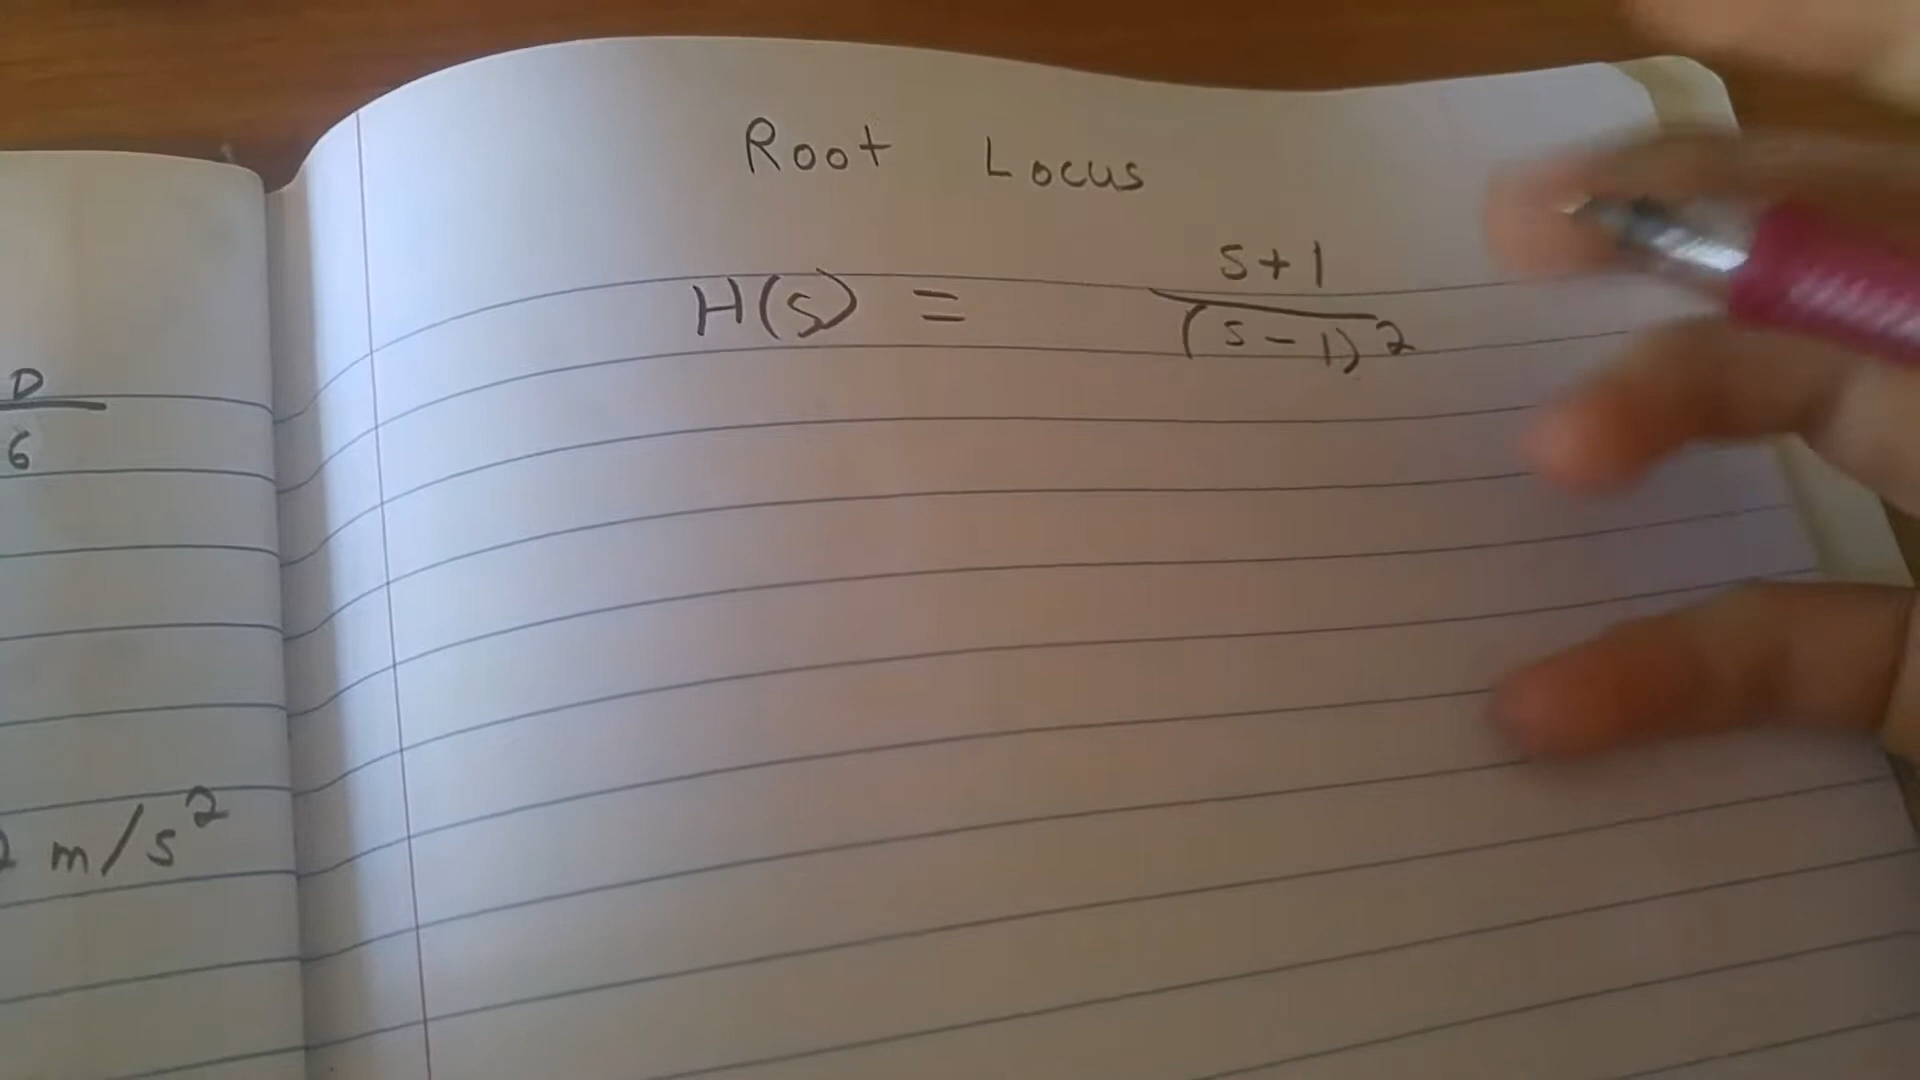 D
6
m/s²
Root Locus
H(s) = s+1
(s-1)²